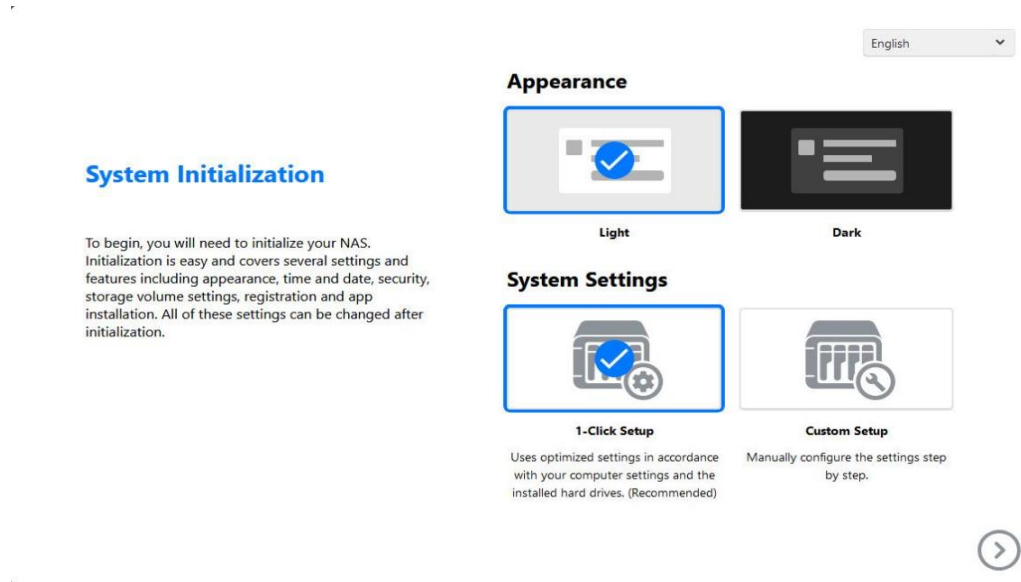 English
System Initialization
To begin, you will need to initialize your NAS.
Initialization is easy and covers several settings and
features including appearance, time and date, security,
storage volume settings, registration and app
installation. All of these settings can be changed after
initialization.
Appearance
Light
Dark
System Settings
1-Click Setup
Uses optimized settings in accordance
with your computer settings and the
installed hard drives. (Recommended)
Custom Setup
Manually configure the settings step
by step.